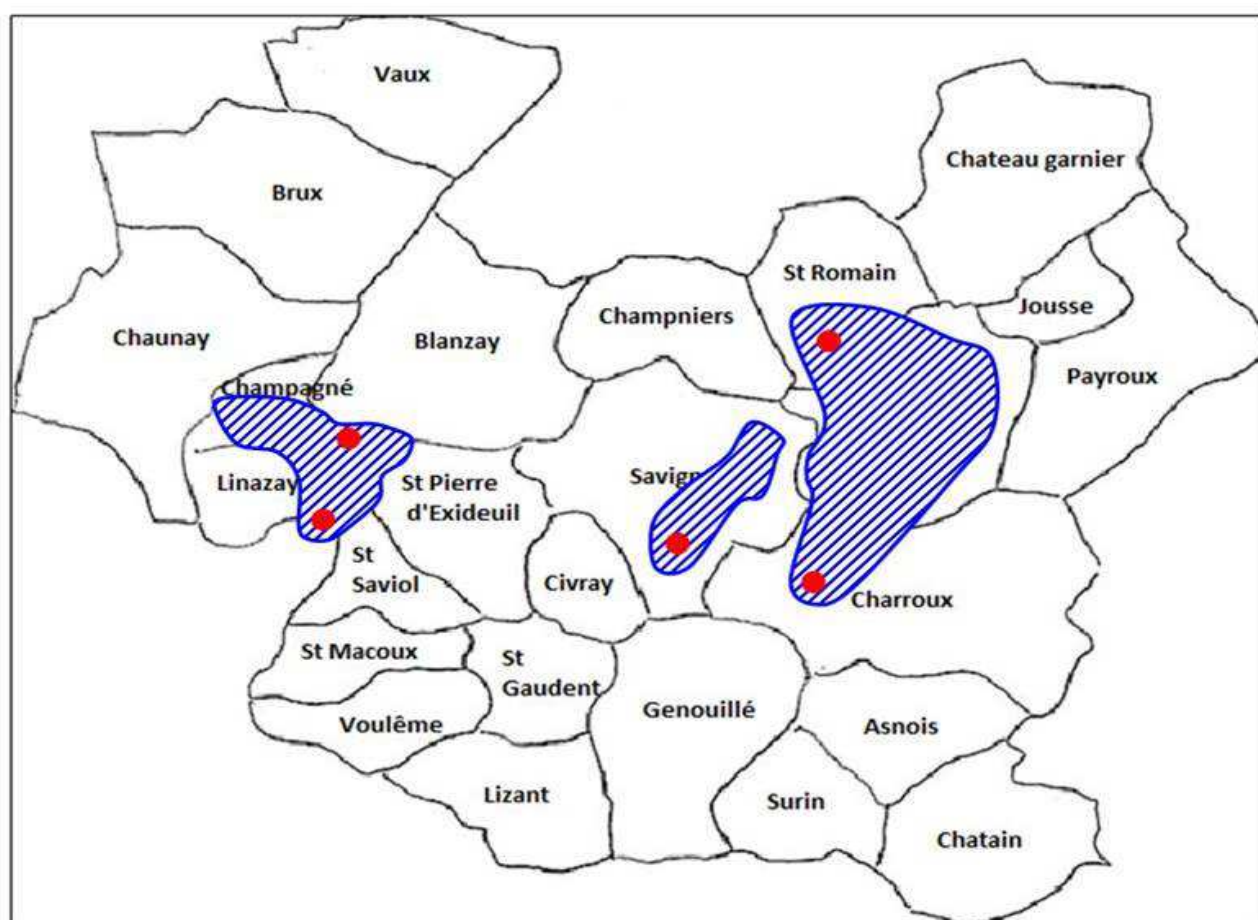 Vaux
Chateau garnier
Brux
St Romain
Jousse
Champniers
Chaunay
Blanzay
Payroux
Champagné
Linazay
St Pierre
d'Exideuil
Savign
St
Saviol
Civray
Charroux
St Macoux
St
Gaudent
Genouillé
Voulême
Asnois
Lizant
Surin
Chatain